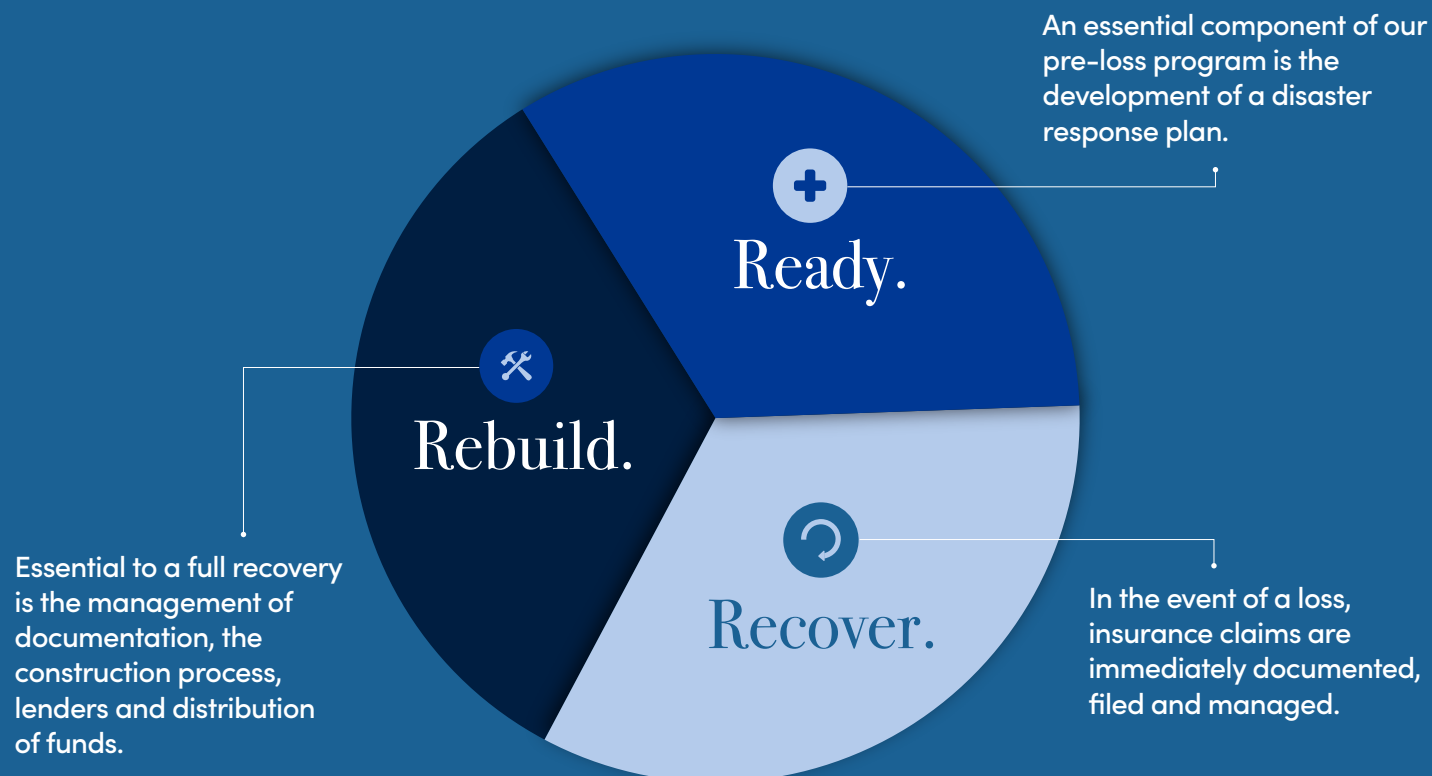 An essential component of our
pre-loss program is the
development of a disaster
response plan.
Ready.
Rebuild.
Recover.
Essential to a full recovery
is the management of
documentation, the
construction process,
lenders and distribution
of funds.
In the event of a loss,
insurance claims are
immediately documented,
filed and managed.